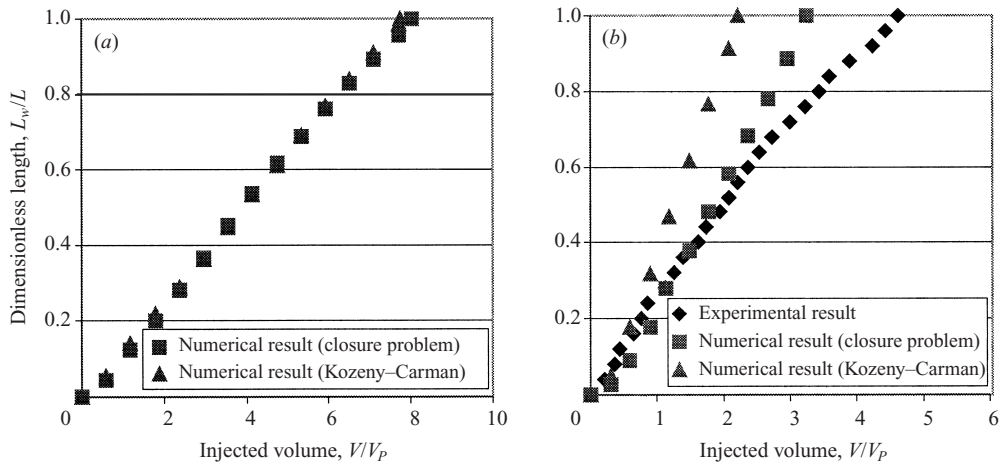 (a)
1.0
0.8
0.6
0.4
0.2
0
2
4
6
8
10
Dimensionless length, L_w/L
Injected volume, V/V_P
Numerical result (closure problem)
Numerical result (Kozeny–Carman)
(b)
1.0
0.8
0.6
0.4
0.2
0
1
2
3
4
5
6
Injected volume, V/V_P
Experimental result
Numerical result (closure problem)
Numerical result (Kozeny–Carman)